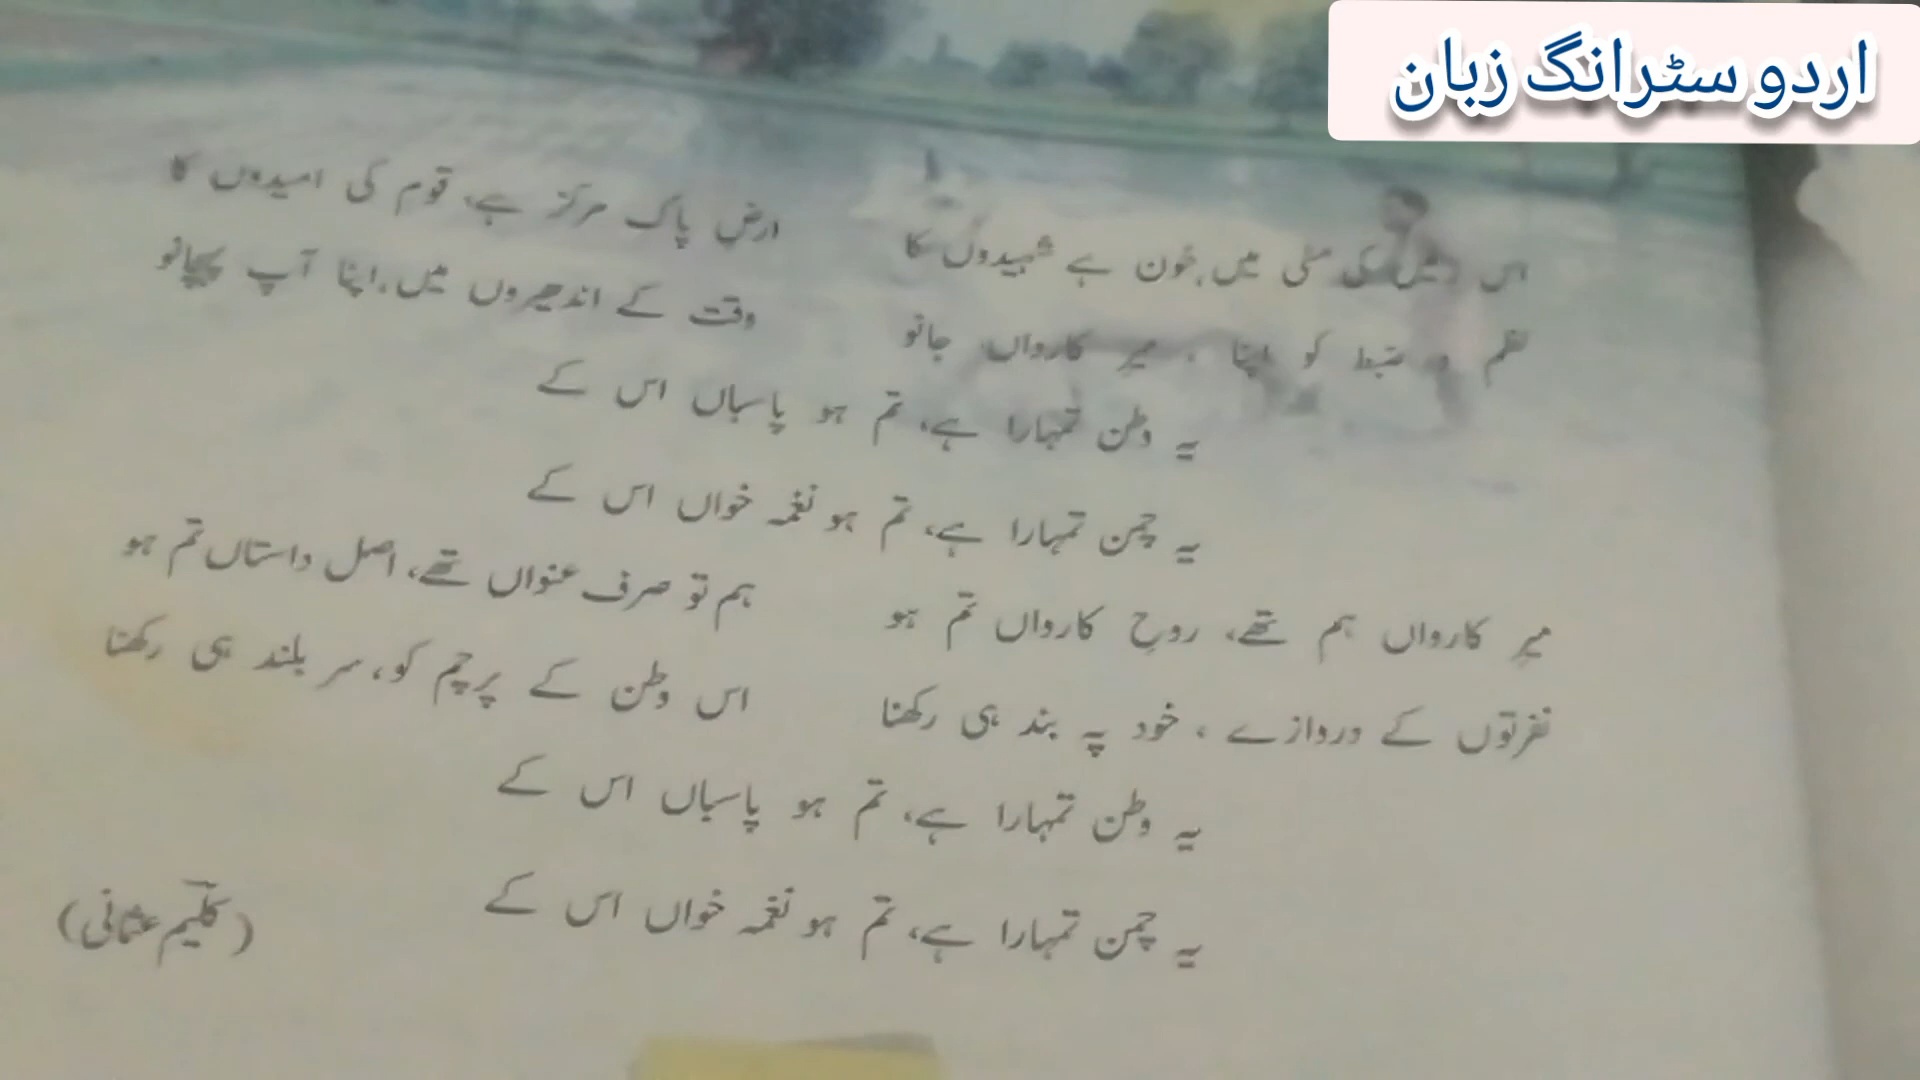 اردو سٹرانگ زبان
اس زمیں کی مٹی میں، خون ہے شہیدوں کا ارضِ پاک مرکز ہے، قوم کی امیدوں کا
نظم و ضبط کو اپنا ، میرِ کارواں جانو وقت کے اندھیروں میں، اپنا آپ پہچانو
یہ وطن تمہارا ہے، تم ہو پاسباں اس کے
یہ چمن تمہارا ہے، تم ہو نغمہ خواں اس کے
میرِ کارواں ہم تھے، روحِ کارواں تم ہو ہم تو صرف عنواں تھے، اصل داستاں تم ہو
نفرتوں کے دروازے ، خود پہ بند ہی رکھنا اس وطن کے پرچم کو، سر بلند ہی رکھنا
یہ وطن تمہارا ہے، تم ہو پاسباں اس کے
یہ چمن تمہارا ہے، تم ہو نغمہ خواں اس کے
(کلیم عثمانی)